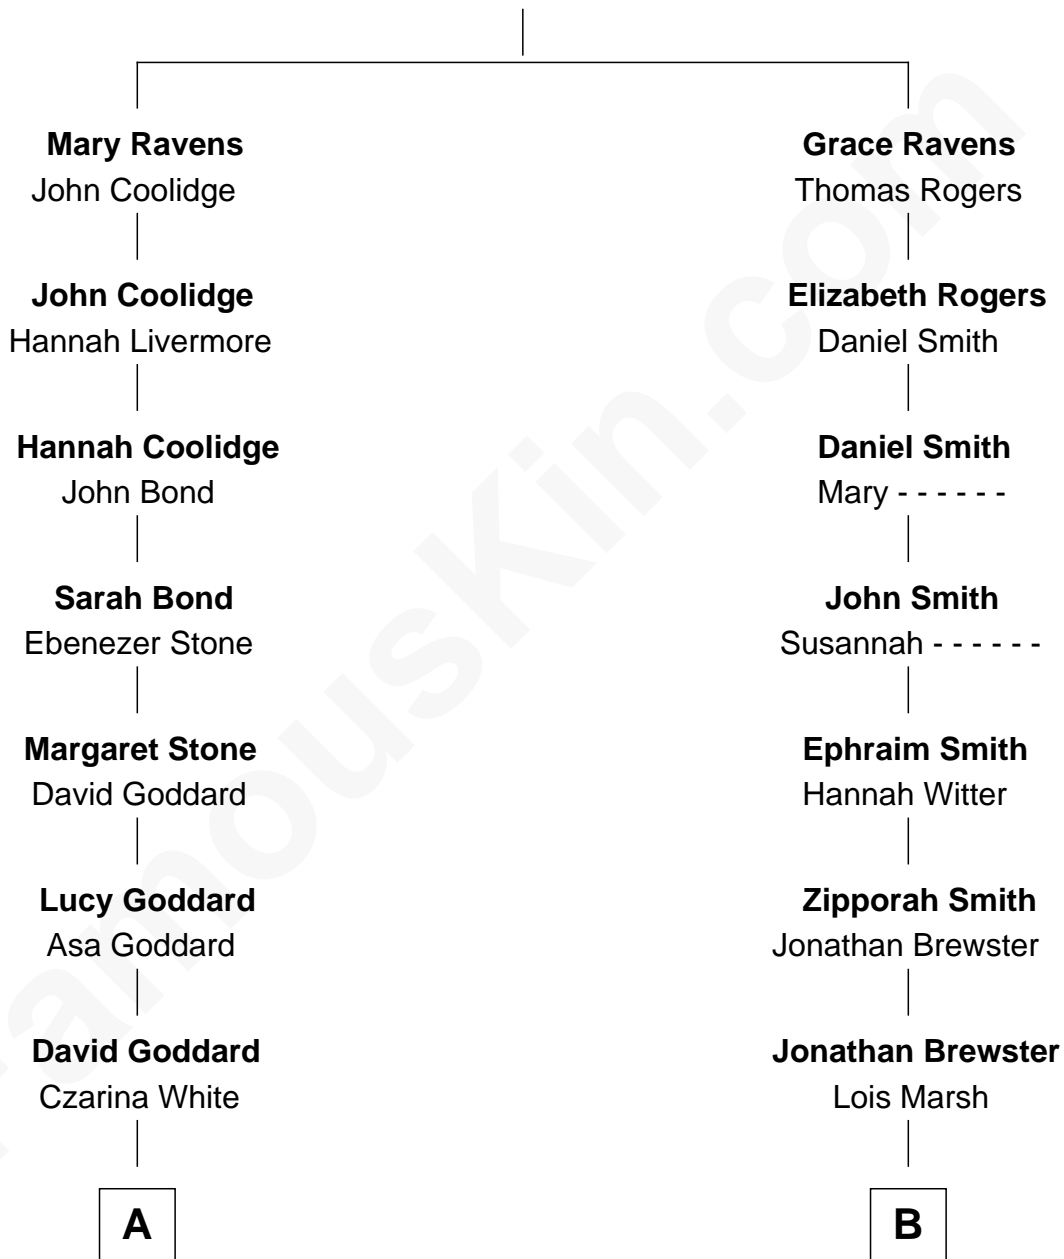 Mary Ravens
John Coolidge
Grace Ravens
Thomas Rogers
John Coolidge
Hannah Livermore
Elizabeth Rogers
Daniel Smith
Hannah Coolidge
John Bond
Daniel Smith
Mary - - - - - -
Sarah Bond
Ebenezer Stone
John Smith
Susannah - - - - - -
Margaret Stone
David Goddard
Ephraim Smith
Hannah Witter
Lucy Goddard
Asa Goddard
Zipporah Smith
Jonathan Brewster
David Goddard
Czarina White
Jonathan Brewster
Lois Marsh
A
B
FamousKin.com